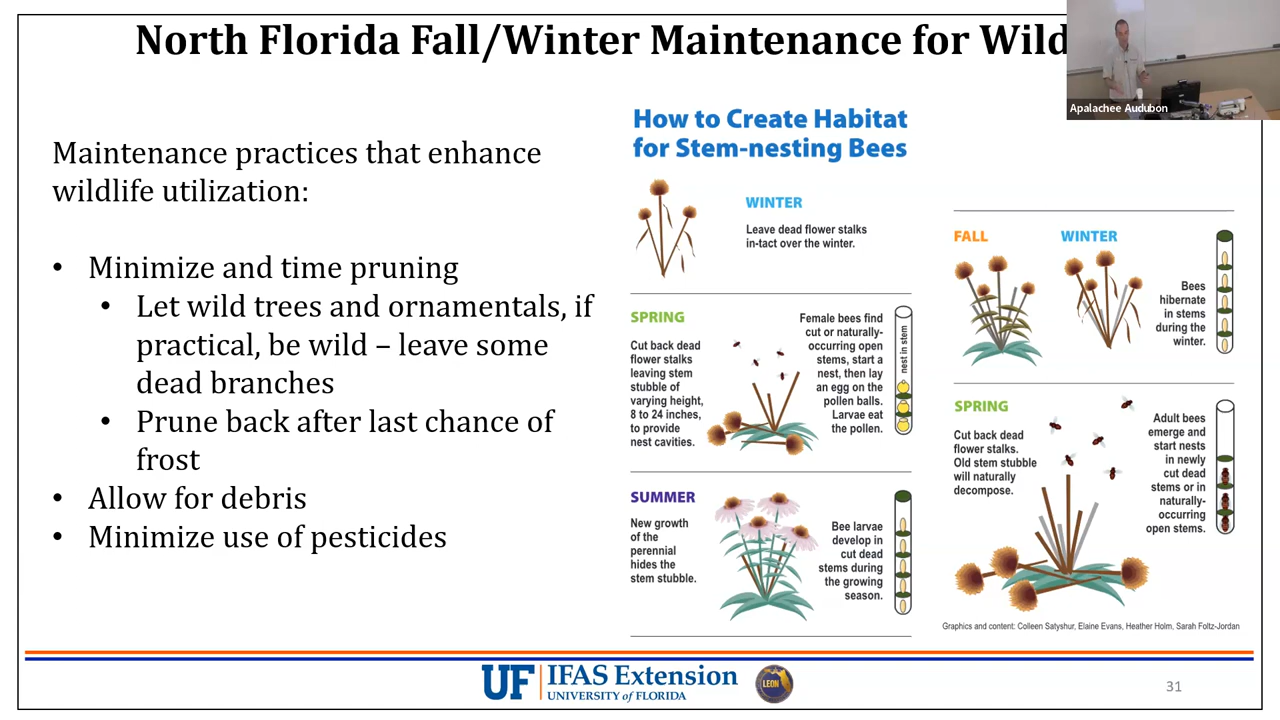 North Florida Fall/Winter Maintenance for Wild
Apalachee Audubon
Maintenance practices that enhance
wildlife utilization:
• Minimize and time pruning
• Let wild trees and ornamentals, if
practical, be wild – leave some
dead branches
• Prune back after last chance of
frost
• Allow for debris
• Minimize use of pesticides
How to Create Habitat
for Stem-nesting Bees
WINTER
Leave dead flower stalks
in-tact over the winter.
SPRING
Cut back dead
flower stalks
leaving stem
stubble of
varying height,
8 to 24 inches,
to provide
nest cavities.
Female bees find
cut or naturally-
occurring open
stems, start a
nest, then lay
an egg on the
pollen balls.
Larvae eat
the pollen.
nest in stem
SUMMER
New growth
of the
perennial
hides the
stem stubble.
Bee larvae
develop in
cut dead
stems during
the growing
season.
FALL
WINTER
Bees
hibernate
in stems
during the
winter.
SPRING
Cut back dead
flower stalks.
Old stem stubble
will naturally
decompose.
Adult bees
emerge and
start nests
in newly
cut dead
stems or in
naturally-
occurring
open stems.
Graphics and content: Colleen Satyshur, Elaine Evans, Heather Holm, Sarah Foltz-Jordan
UF IFAS Extension
UNIVERSITY of FLORIDA
LEON
31